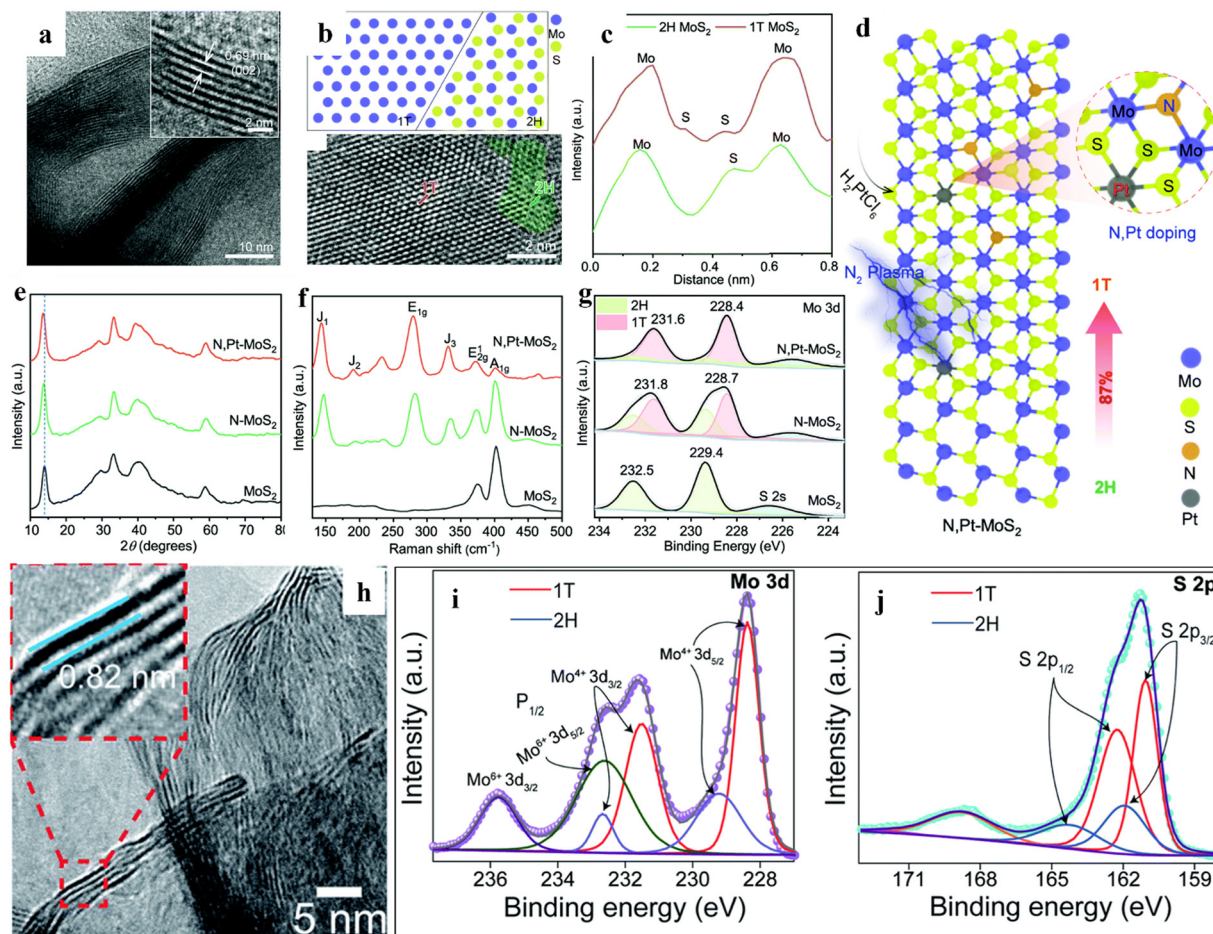 a
0.69 nm
(002)
2 nm
10 nm
b
Mo
S
1T
2H
1T
2H
2 nm
c
2H MoS2
1T MoS2
Mo
Mo
S
S
Mo
Mo
S
Intensity (a.u.)
0.0 0.2 0.4 0.6 0.8
Distance (nm)
d
H2PtCl6
N2 Plasma
Mo
N
S
S
Mo
Pt
S
N,Pt doping
1T
87%
2H
Mo
S
N
Pt
N,Pt-MoS2
e
N,Pt-MoS2
N-MoS2
MoS2
Intensity (a.u.)
10 20 30 40 50 60 70 80
2θ (degrees)
f
J1
J2
E1g
J3
E¹2g
A1g
N,Pt-MoS2
N-MoS2
MoS2
Intensity (a.u.)
150 200 250 300 350 400 450 500
Raman shift (cm⁻¹)
g
2H
1T
231.6
228.4
Mo 3d
N,Pt-MoS2
231.8
228.7
N-MoS2
232.5
229.4
S 2s
MoS2
Intensity (a.u.)
234 232 230 228 226 224
Binding Energy (eV)
h
0.82 nm
5 nm
i
Mo 3d
1T
2H
Mo⁴⁺ 3d5/2
Mo⁴⁺ 3d3/2
P1/2
Mo⁶⁺ 3d5/2
Mo⁶⁺ 3d3/2
Intensity (a.u.)
236 235 233 231 229 228
Binding energy (eV)
j
S 2p
1T
2H
S 2p3/2
S 2p1/2
Intensity (a.u.)
171 168 165 162 159
Binding energy (eV)